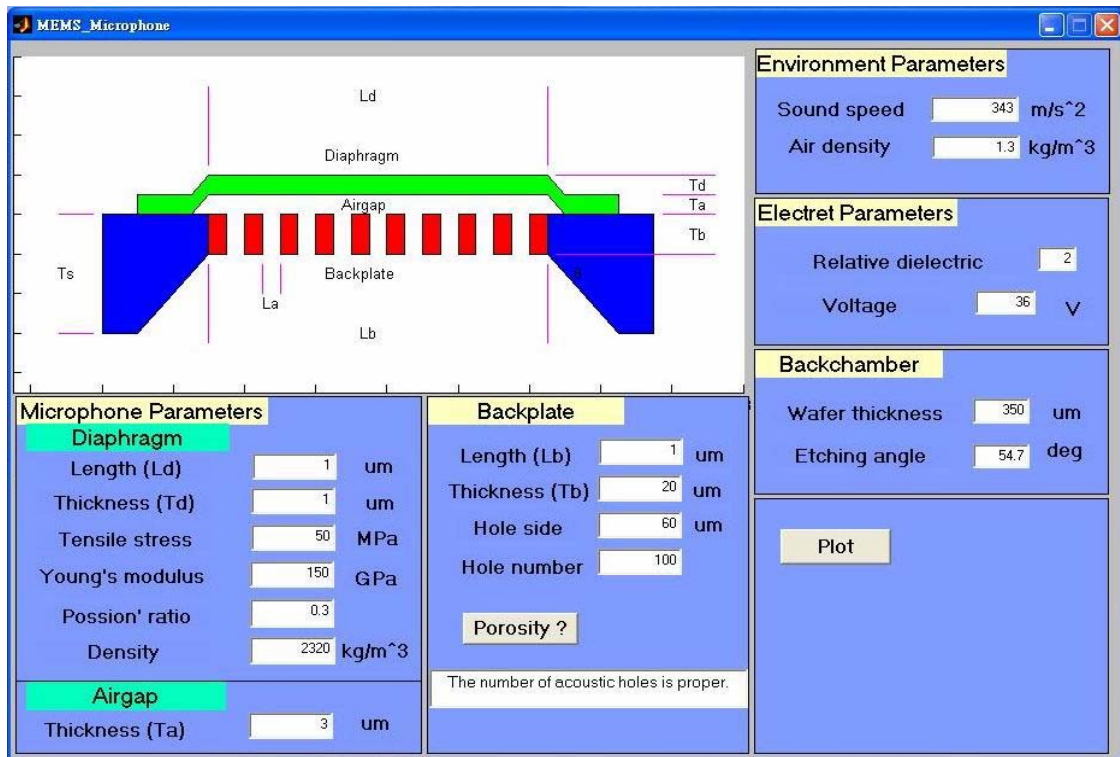 MEMS_Microphone
Ld
Diaphragm
Airgap
Td
Ta
Tb
Ts
Backplate
La
Lb
Environment Parameters
Sound speed 343 m/s^2
Air density 1.3 kg/m^3
Electret Parameters
Relative dielectric 2
Voltage 36 V
Backchamber
Wafer thickness 350 um
Etching angle 54.7 deg
Plot
Microphone Parameters
Diaphragm
Length (Ld) 1 um
Thickness (Td) 1 um
Tensile stress 50 MPa
Young's modulus 150 GPa
Possion' ratio 0.3
Density 2320 kg/m^3
Airgap
Thickness (Ta) 3 um
Backplate
Length (Lb) 1 um
Thickness (Tb) 20 um
Hole side 60 um
Hole number 100
Porosity ?
The number of acoustic holes is proper.